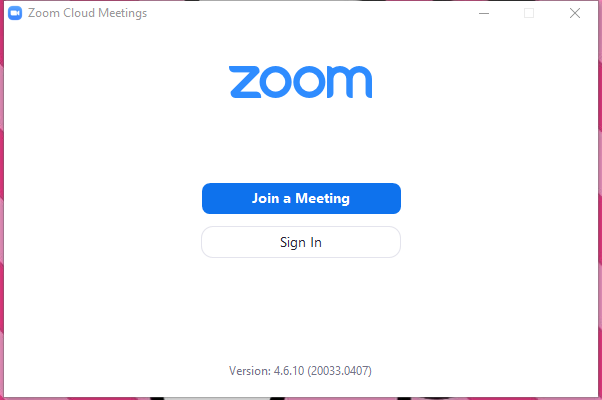 Zoom Cloud Meetings
zoom
Join a Meeting
Sign In
Version: 4.6.10 (20033.0407)